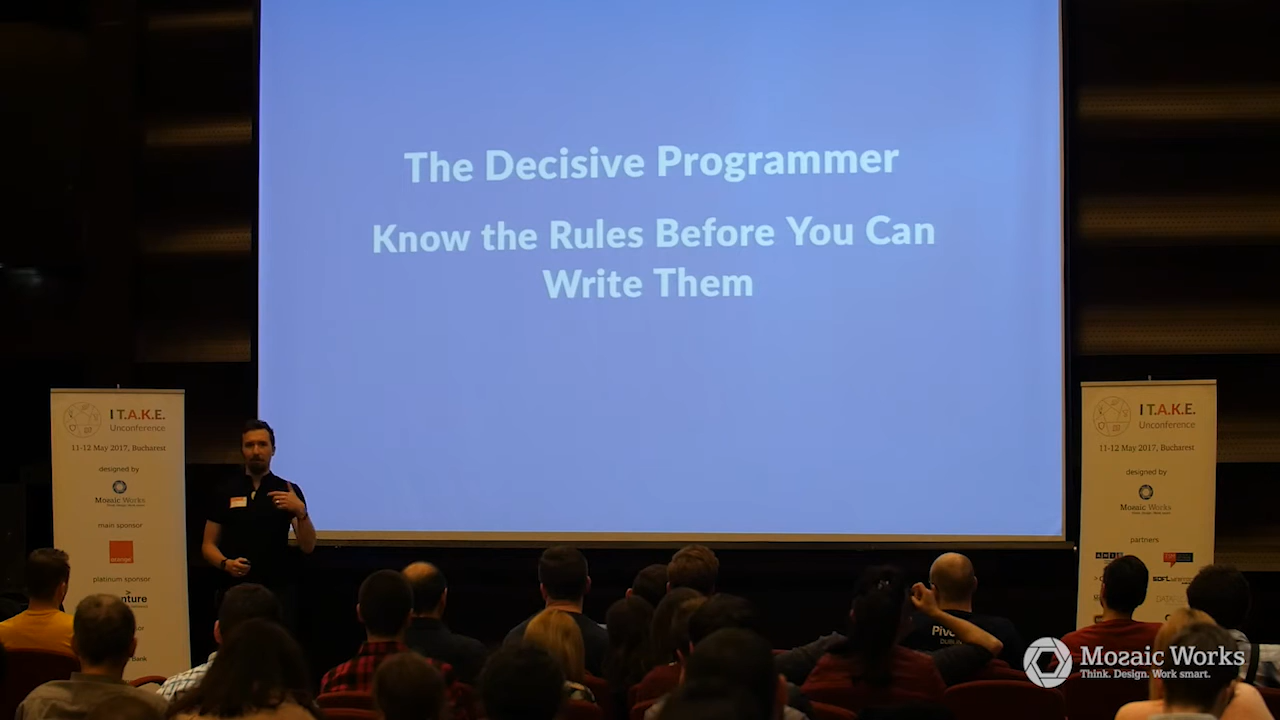 The Decisive Programmer
Know the Rules Before You Can
Write Them
I T.A.K.E.
Unconference
11-12 May 2017, Bucharest
designed by
Mozaic Works
main sponsor
orange
platinum sponsor
Bank
I T.A.K.E.
Unconference
11-12 May 2017, Bucharest
designed by
Mozaic Works
partners
Mozaic Works
Think. Design. Work smart.